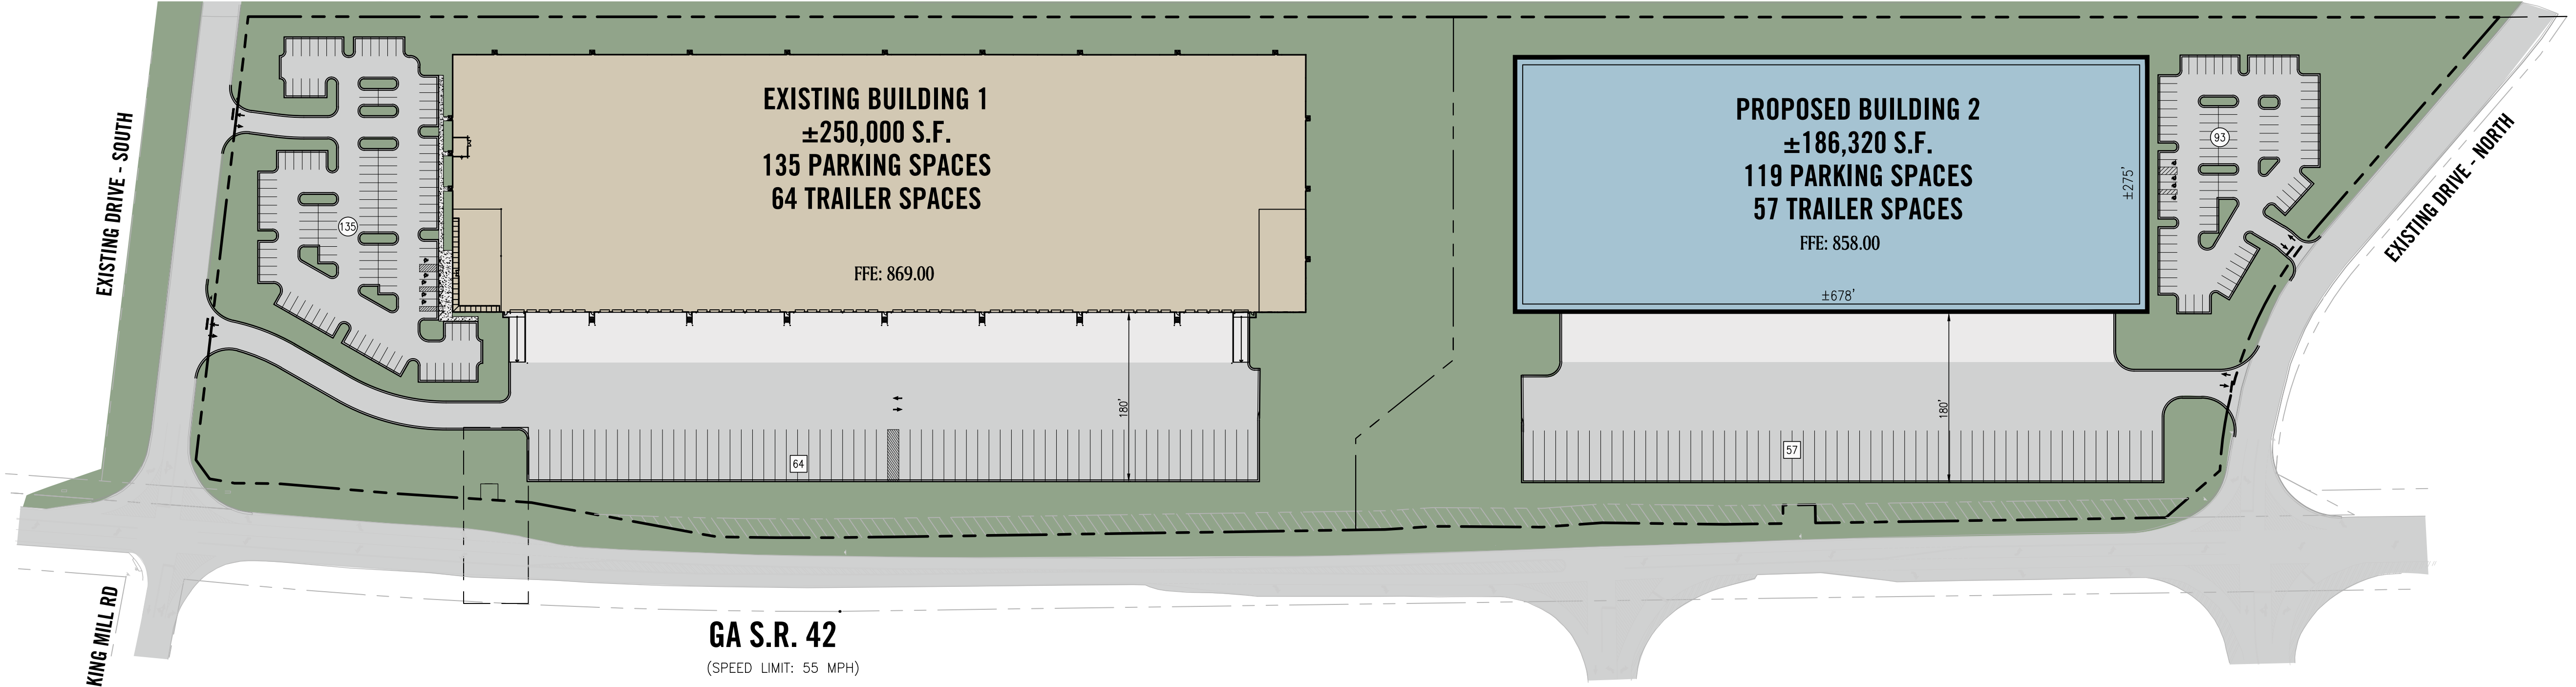 EXISTING BUILDING 1
±250,000 S.F.
135 PARKING SPACES
64 TRAILER SPACES
FFE: 869.00
PROPOSED BUILDING 2
±186,320 S.F.
119 PARKING SPACES
57 TRAILER SPACES
FFE: 858.00
±678'
±275'
93
135
EXISTING DRIVE - SOUTH
EXISTING DRIVE - NORTH
180'
180'
64
57
KING MILL RD
GA S.R. 42
(SPEED LIMIT: 55 MPH)